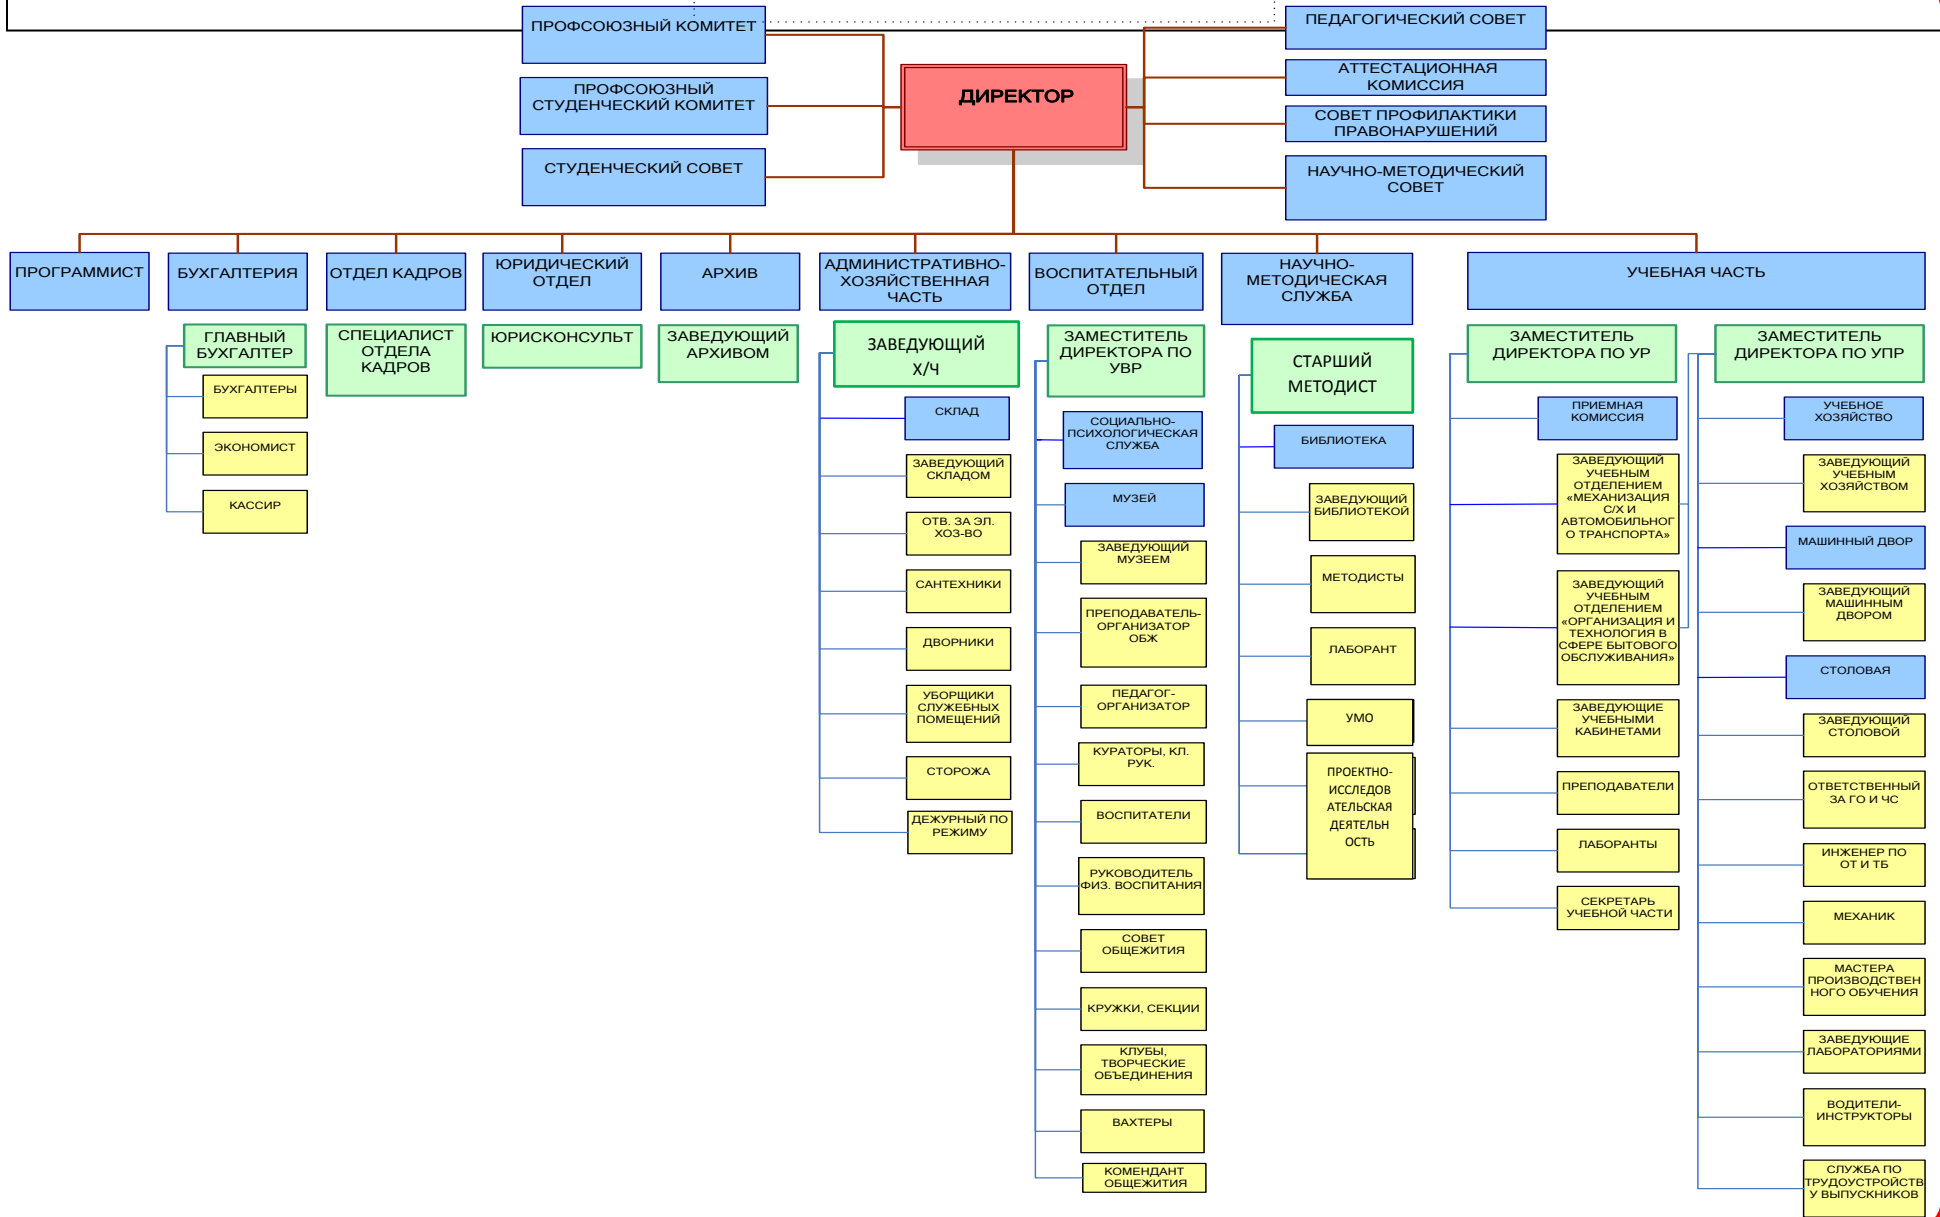 ПРОФСОЮЗНЫЙ КОМИТЕТ
ПРОФСОЮЗНЫЙ
СТУДЕНЧЕСКИЙ КОМИТЕТ
СТУДЕНЧЕСКИЙ СОВЕТ
ДИРЕКТОР
ПЕДАГОГИЧЕСКИЙ СОВЕТ
АТТЕСТАЦИОННАЯ
КОМИССИЯ
СОВЕТ ПРОФИЛАКТИКИ
ПРАВОНАРУШЕНИЙ
НАУЧНО-МЕТОДИЧЕСКИЙ
СОВЕТ
ПРОГРАММИСТ
БУХГАЛТЕРИЯ
ГЛАВНЫЙ
БУХГАЛТЕР
БУХГАЛТЕРЫ
ЭКОНОМИСТ
КАССИР
ОТДЕЛ КАДРОВ
СПЕЦИАЛИСТ
ОТДЕЛА
КАДРОВ
ЮРИДИЧЕСКИЙ
ОТДЕЛ
ЮРИСКОНСУЛЬТ
АРХИВ
ЗАВЕДУЮЩИЙ
АРХИВОМ
АДМИНИСТРАТИВНО-
ХОЗЯЙСТВЕННАЯ
ЧАСТЬ
ЗАВЕДУЮЩИЙ
Х/Ч
СКЛАД
ЗАВЕДУЮЩИЙ
СКЛАДОМ
ОТВ. ЗА ЭЛ.
ХОЗ-ВО
САНТЕХНИКИ
ДВОРНИКИ
УБОРЩИКИ
СЛУЖЕБНЫХ
ПОМЕЩЕНИЙ
СТОРОЖА
ДЕЖУРНЫЙ ПО
РЕЖИМУ
ВОСПИТАТЕЛЬНЫЙ
ОТДЕЛ
ЗАМЕСТИТЕЛЬ
ДИРЕКТОРА ПО
УВР
СОЦИАЛЬНО-
ПСИХОЛОГИЧЕСКАЯ
СЛУЖБА
МУЗЕЙ
ЗАВЕДУЮЩИЙ
МУЗЕЕМ
ПРЕПОДАВАТЕЛЬ-
ОРГАНИЗАТОР
ОБЖ
ПЕДАГОГ-
ОРГАНИЗАТОР
КУРАТОРЫ, КЛ.
РУК.
ВОСПИТАТЕЛИ
РУКОВОДИТЕЛЬ
ФИЗ. ВОСПИТАНИЯ
СОВЕТ
ОБЩЕЖИТИЯ
КРУЖКИ, СЕКЦИИ
КЛУБЫ,
ТВОРЧЕСКИЕ
ОБЪЕДИНЕНИЯ
ВАХТЕРЫ
КОМЕНДАНТ
ОБЩЕЖИТИЯ
НАУЧНО-
МЕТОДИЧЕСКАЯ
СЛУЖБА
СТАРШИЙ
МЕТОДИСТ
БИБЛИОТЕКА
ЗАВЕДУЮЩИЙ
БИБЛИОТЕКОЙ
МЕТОДИСТЫ
ЛАБОРАНТ
УМО
ПРОЕКТНО-
ИССЛЕДОВ
АТЕЛЬСКАЯ
ДЕЯТЕЛЬН
ОСТЬ
УЧЕБНАЯ ЧАСТЬ
ЗАМЕСТИТЕЛЬ
ДИРЕКТОРА ПО УР
ПРИЕМНАЯ
КОМИССИЯ
ЗАВЕДУЮЩИЙ
УЧЕБНЫМ
ОТДЕЛЕНИЕМ
«МЕХАНИЗАЦИЯ
С/Х И
АВТОМОБИЛЬНОГ
О ТРАНСПОРТА»
ЗАВЕДУЮЩИЙ
УЧЕБНЫМ
ОТДЕЛЕНИЕМ
«ОРГАНИЗАЦИЯ И
ТЕХНОЛОГИЯ В
СФЕРЕ БЫТОВОГО
ОБСЛУЖИВАНИЯ»
ЗАВЕДУЮЩИЕ
УЧЕБНЫМИ
КАБИНЕТАМИ
ПРЕПОДАВАТЕЛИ
ЛАБОРАНТЫ
СЕКРЕТАРЬ
УЧЕБНОЙ ЧАСТИ
ЗАМЕСТИТЕЛЬ
ДИРЕКТОРА ПО УПР
УЧЕБНОЕ
ХОЗЯЙСТВО
ЗАВЕДУЮЩИЙ
УЧЕБНЫМ
ХОЗЯЙСТВОМ
МАШИННЫЙ ДВОР
ЗАВЕДУЮЩИЙ
МАШИННЫМ
ДВОРОМ
СТОЛОВАЯ
ЗАВЕДУЮЩИЙ
СТОЛОВОЙ
ОТВЕТСТВЕННЫЙ
ЗА ГО И ЧС
ИНЖЕНЕР ПО
ОТ И ТБ
МЕХАНИК
МАСТЕРА
ПРОИЗВОДСТВЕН
НОГО ОБУЧЕНИЯ
ЗАВЕДУЮЩИЕ
ЛАБОРАТОРИЯМИ
ВОДИТЕЛИ-
ИНСТРУКТОРЫ
СЛУЖБА ПО
ТРУДОУСТРОЙСТВ
У ВЫПУСКНИКОВ